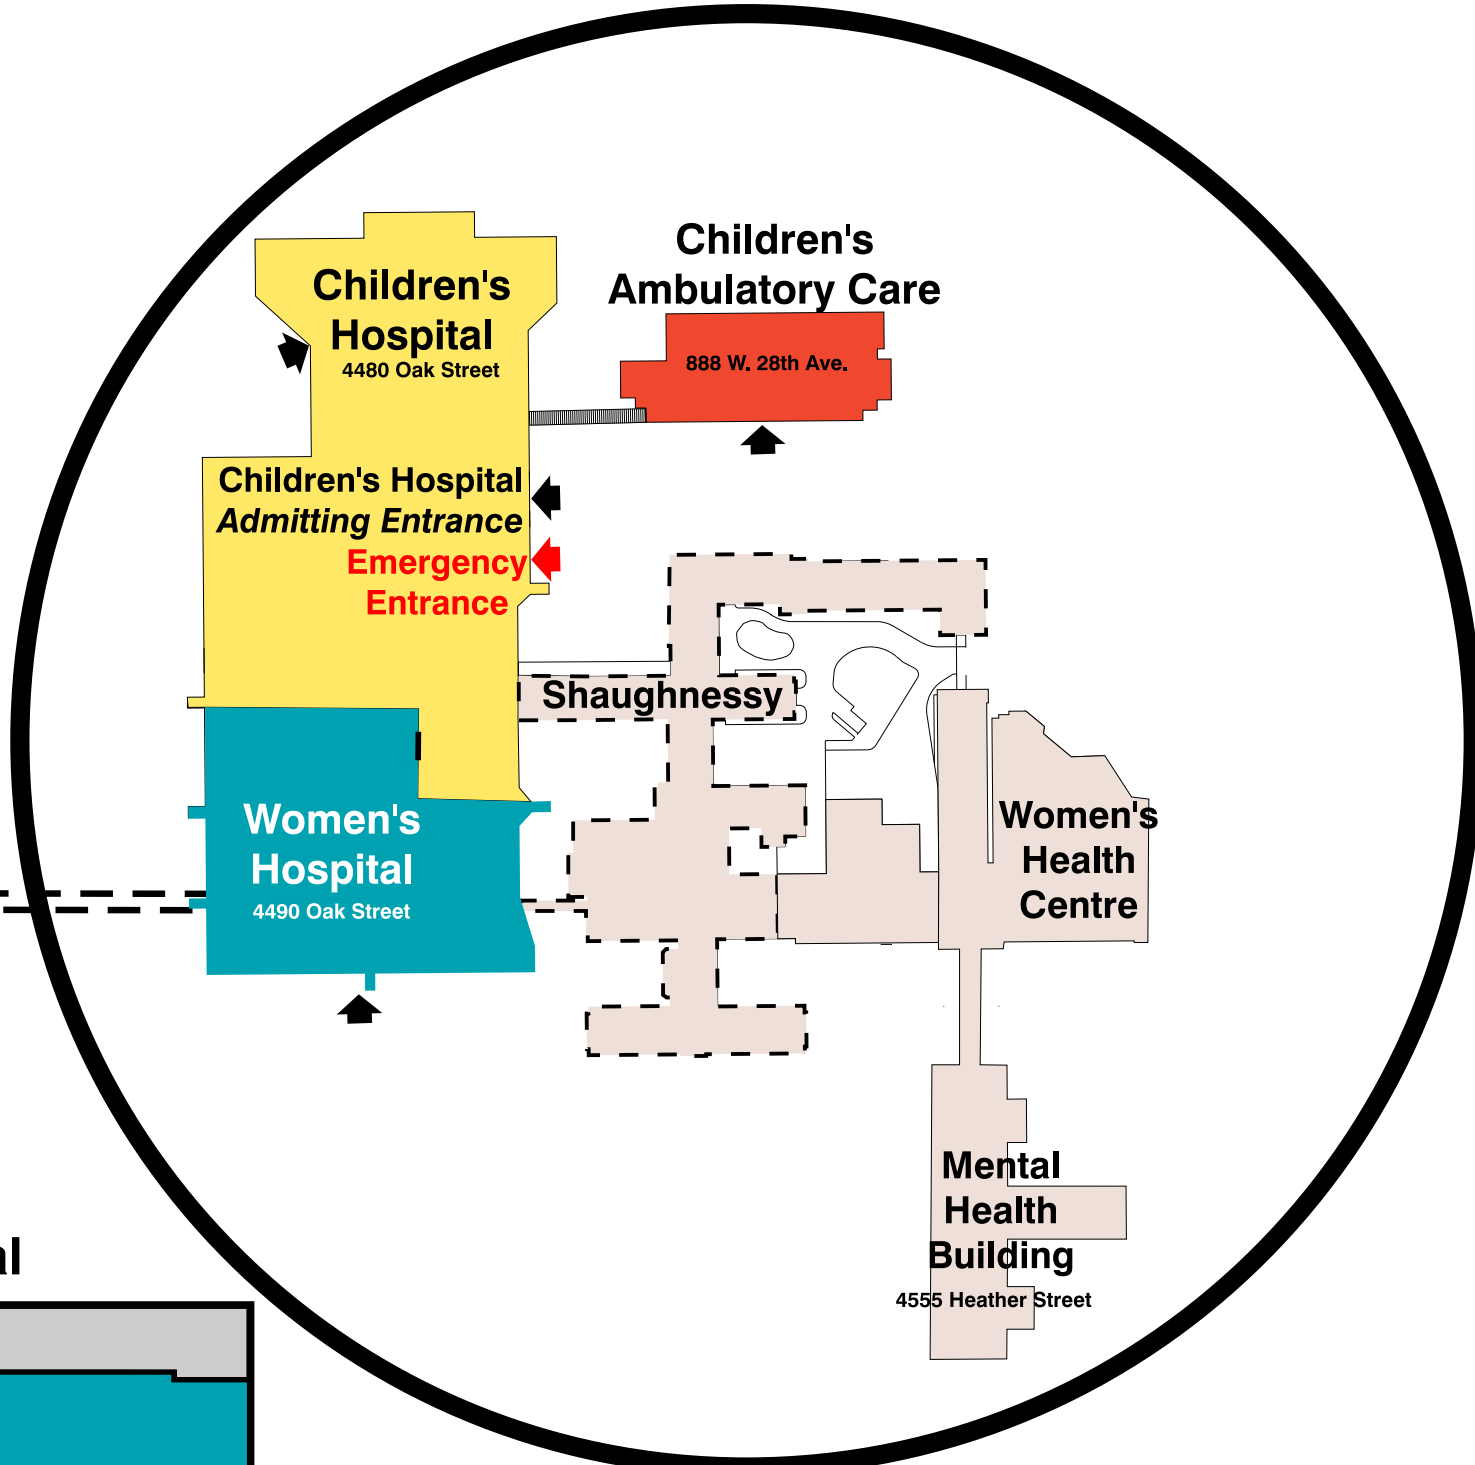 Children's
Hospital
4480 Oak Street
Children's
Ambulatory Care
888 W. 28th Ave.
Children's Hospital
Admitting Entrance
Emergency
Entrance
Shaughnessy
Women's
Hospital
4490 Oak Street
Women's
Health
Centre
Mental
Health
Building
4555 Heather Street